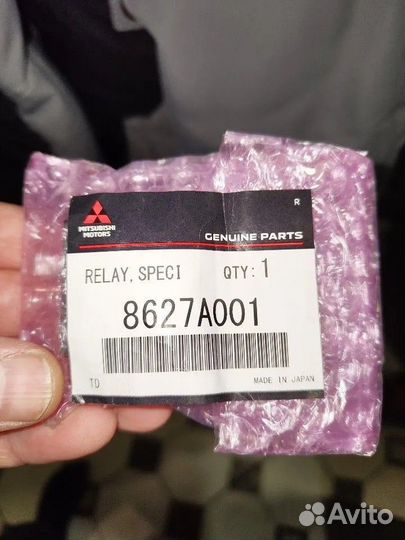 R
MITSUBISHI
MOTORS
GENUINE PARTS
RELAY, SPECI QTY: 1
8627A001
TO MADE IN JAPAN
Avito